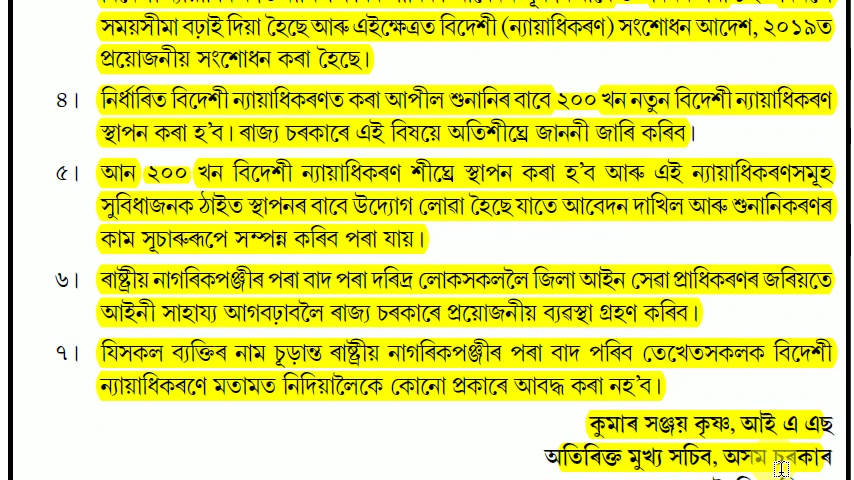 সময়সীমা বঢ়াই দিয়া হৈছে আৰু এইক্ষেত্ৰত বিদেশী (ন্যায়াধিকৰণ) সংশোধন আদেশ, ২০১৯ত
প্ৰয়োজনীয় সংশোধন কৰা হৈছে।
৪। নিৰ্ধাৰিত বিদেশী ন্যায়াধিকৰণত কৰা আপীল শুনানিৰ বাবে ২০০ খন নতুন বিদেশী ন্যায়াধিকৰণ
স্থাপন কৰা হ’ব। ৰাজ্য চৰকাৰে এই বিষয়ে অতিশীঘ্ৰে জাননী জাৰি কৰিব।
৫। আন ২০০ খন বিদেশী ন্যায়াধিকৰণ শীঘ্ৰে স্থাপন কৰা হ’ব আৰু এই ন্যায়াধিকৰণসমূহ
সুবিধাজনক ঠাইত স্থাপনৰ বাবে উদ্যোগ লোৱা হৈছে যাতে আবেদন দাখিল আৰু শুনানিকৰণৰ
কাম সূচাৰুৰূপে সম্পন্ন কৰিব পৰা যায়।
৬। ৰাষ্ট্ৰীয় নাগৰিকপঞ্জীৰ পৰা বাদ পৰা দৰিদ্ৰ লোকসকললৈ জিলা আইন সেৱা প্ৰাধিকৰণৰ জৰিয়তে
আইনী সাহায্য আগবঢ়াবলৈ ৰাজ্য চৰকাৰে প্ৰয়োজনীয় ব্যৱস্থা গ্ৰহণ কৰিব।
৭। যিসকল ব্যক্তিৰ নাম চূড়ান্ত ৰাষ্ট্ৰীয় নাগৰিকপঞ্জীৰ পৰা বাদ পৰিব তেখেতসকলক বিদেশী
ন্যায়াধিকৰণে মতামত নিদিয়ালৈকে কোনো প্ৰকাৰে আবদ্ধ কৰা নহ’ব।
কুমাৰ সঞ্জয় কৃষ্ণ, আই এ এছ
অতিৰিক্ত মুখ্য সচিব, অসম চৰকাৰ